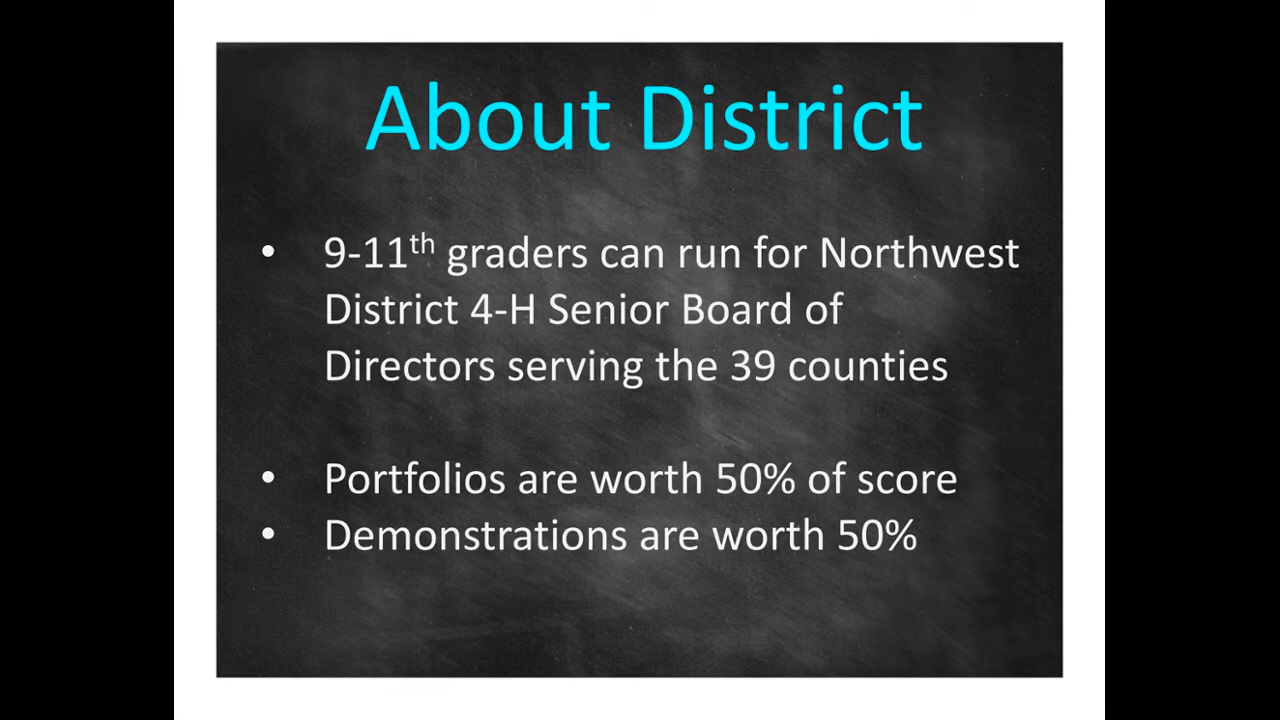 About District
• 9-11th graders can run for Northwest
District 4-H Senior Board of
Directors serving the 39 counties
• Portfolios are worth 50% of score
• Demonstrations are worth 50%